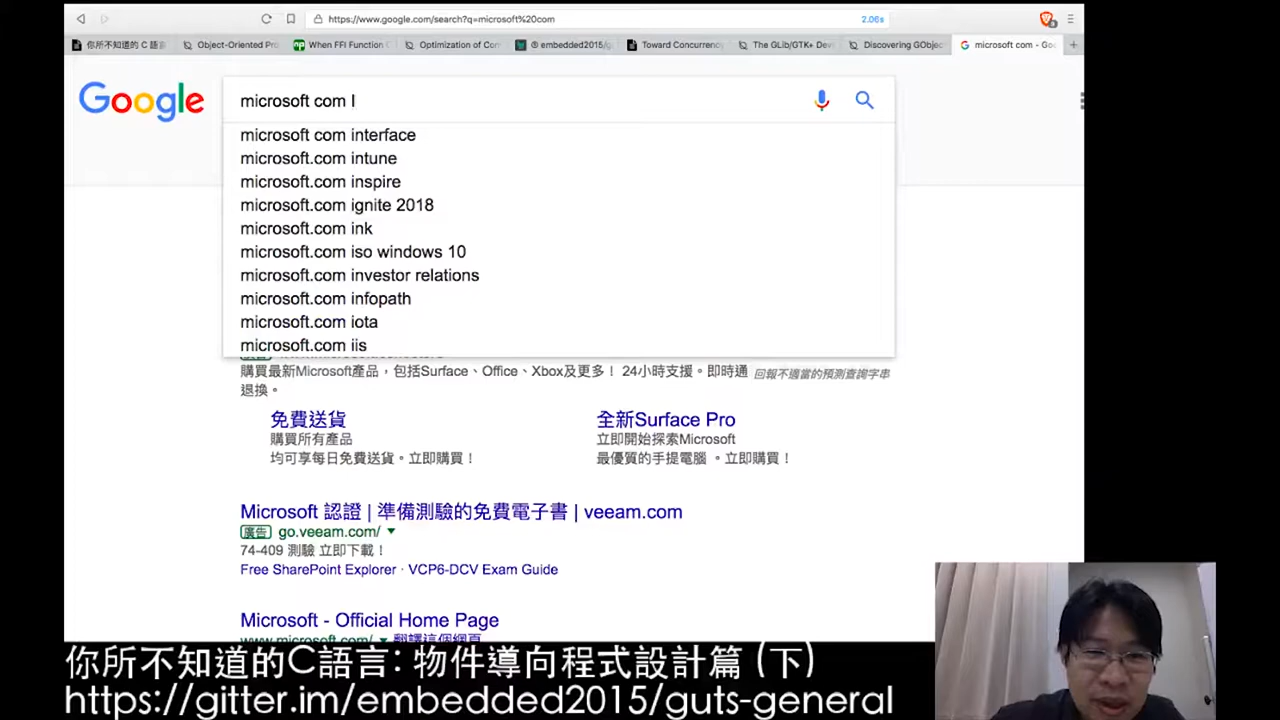 https://www.google.com/search?q=microsoft%20com
2.06s
你所不知道的 C 語言
Object-Oriented Pro
When FFI Function C
Optimization of Com
® embedded2015/g
Toward Concurrency
The GLib/GTK+ Dev
Discovering GObjec
microsoft com - Goo
Google
microsoft com I
microsoft com interface
microsoft.com intune
microsoft.com inspire
microsoft.com ignite 2018
microsoft.com ink
microsoft.com iso windows 10
microsoft.com investor relations
microsoft.com infopath
microsoft.com iota
microsoft.com iis
購買最新Microsoft產品，包括Surface、Office、Xbox及更多！ 24小時支援。即時通
回報不適當的預測查詢字串
退換。
免費送貨
購買所有產品
均可享每日免費送貨。立即購買！
全新Surface Pro
立即開始探索Microsoft
最優質的手提電腦 。立即購買！
Microsoft 認證 | 準備測驗的免費電子書 | veeam.com
廣告 go.veeam.com/
74-409 測驗 立即下載！
Free SharePoint Explorer · VCP6-DCV Exam Guide
Microsoft - Official Home Page
www.microsoft.com/ 翻譯這個網頁
你所不知道的C語言: 物件導向程式設計篇 (下)
https://gitter.im/embedded2015/guts-general